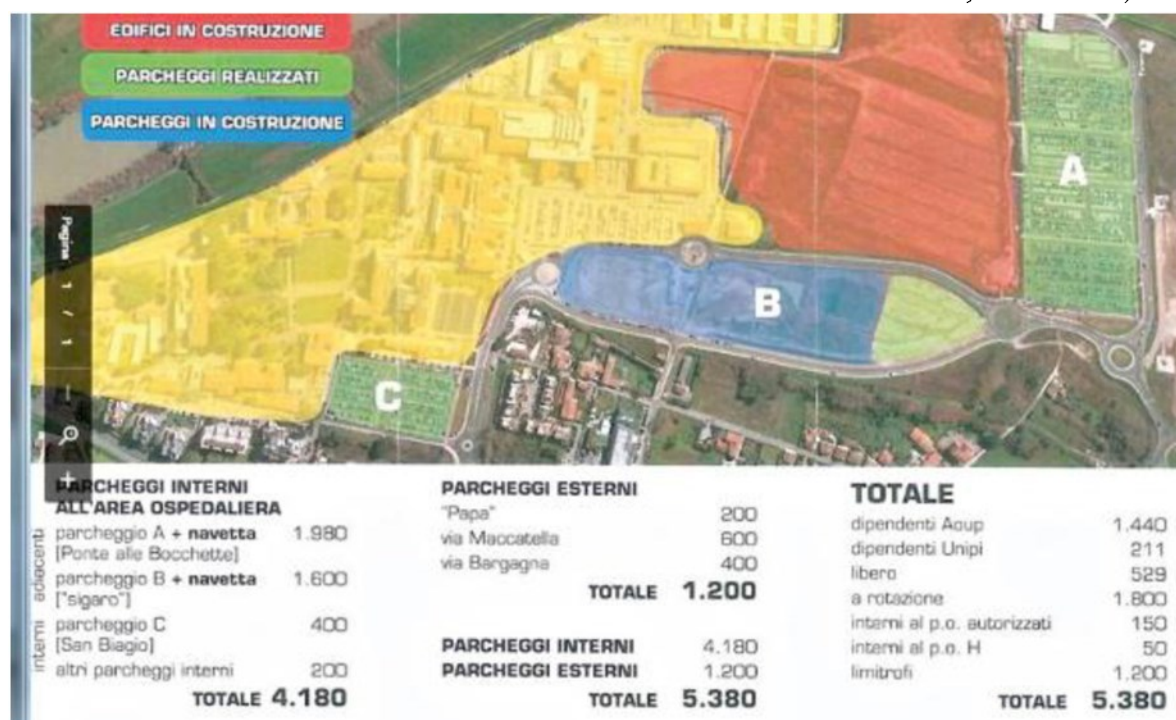 EDIFICI IN COSTRUZIONE
PARCHEGGI REALIZZATI
PARCHEGGI IN COSTRUZIONE
A
B
C
Pagina 1 / 1
PARCHEGGI INTERNI
ALL'AREA OSPEDALIERA
adiacenti
parcheggio A + navetta 1.980
[Ponte alle Bocchette]
parcheggio B + navetta 1.600
["sigaro"]
interni
parcheggio C 400
[San Biagio]
altri parcheggi interni 200
TOTALE 4.180
PARCHEGGI ESTERNI
"Papa" 200
via Maccatella 600
via Bargagna 400
TOTALE 1.200
PARCHEGGI INTERNI 4.180
PARCHEGGI ESTERNI 1.200
TOTALE 5.380
TOTALE
dipendenti Aoup 1.440
dipendenti Unipi 211
libero 529
a rotazione 1.800
interni al p.o. autorizzati 150
interni al p.o. H 50
limitrofi 1.200
TOTALE 5.380